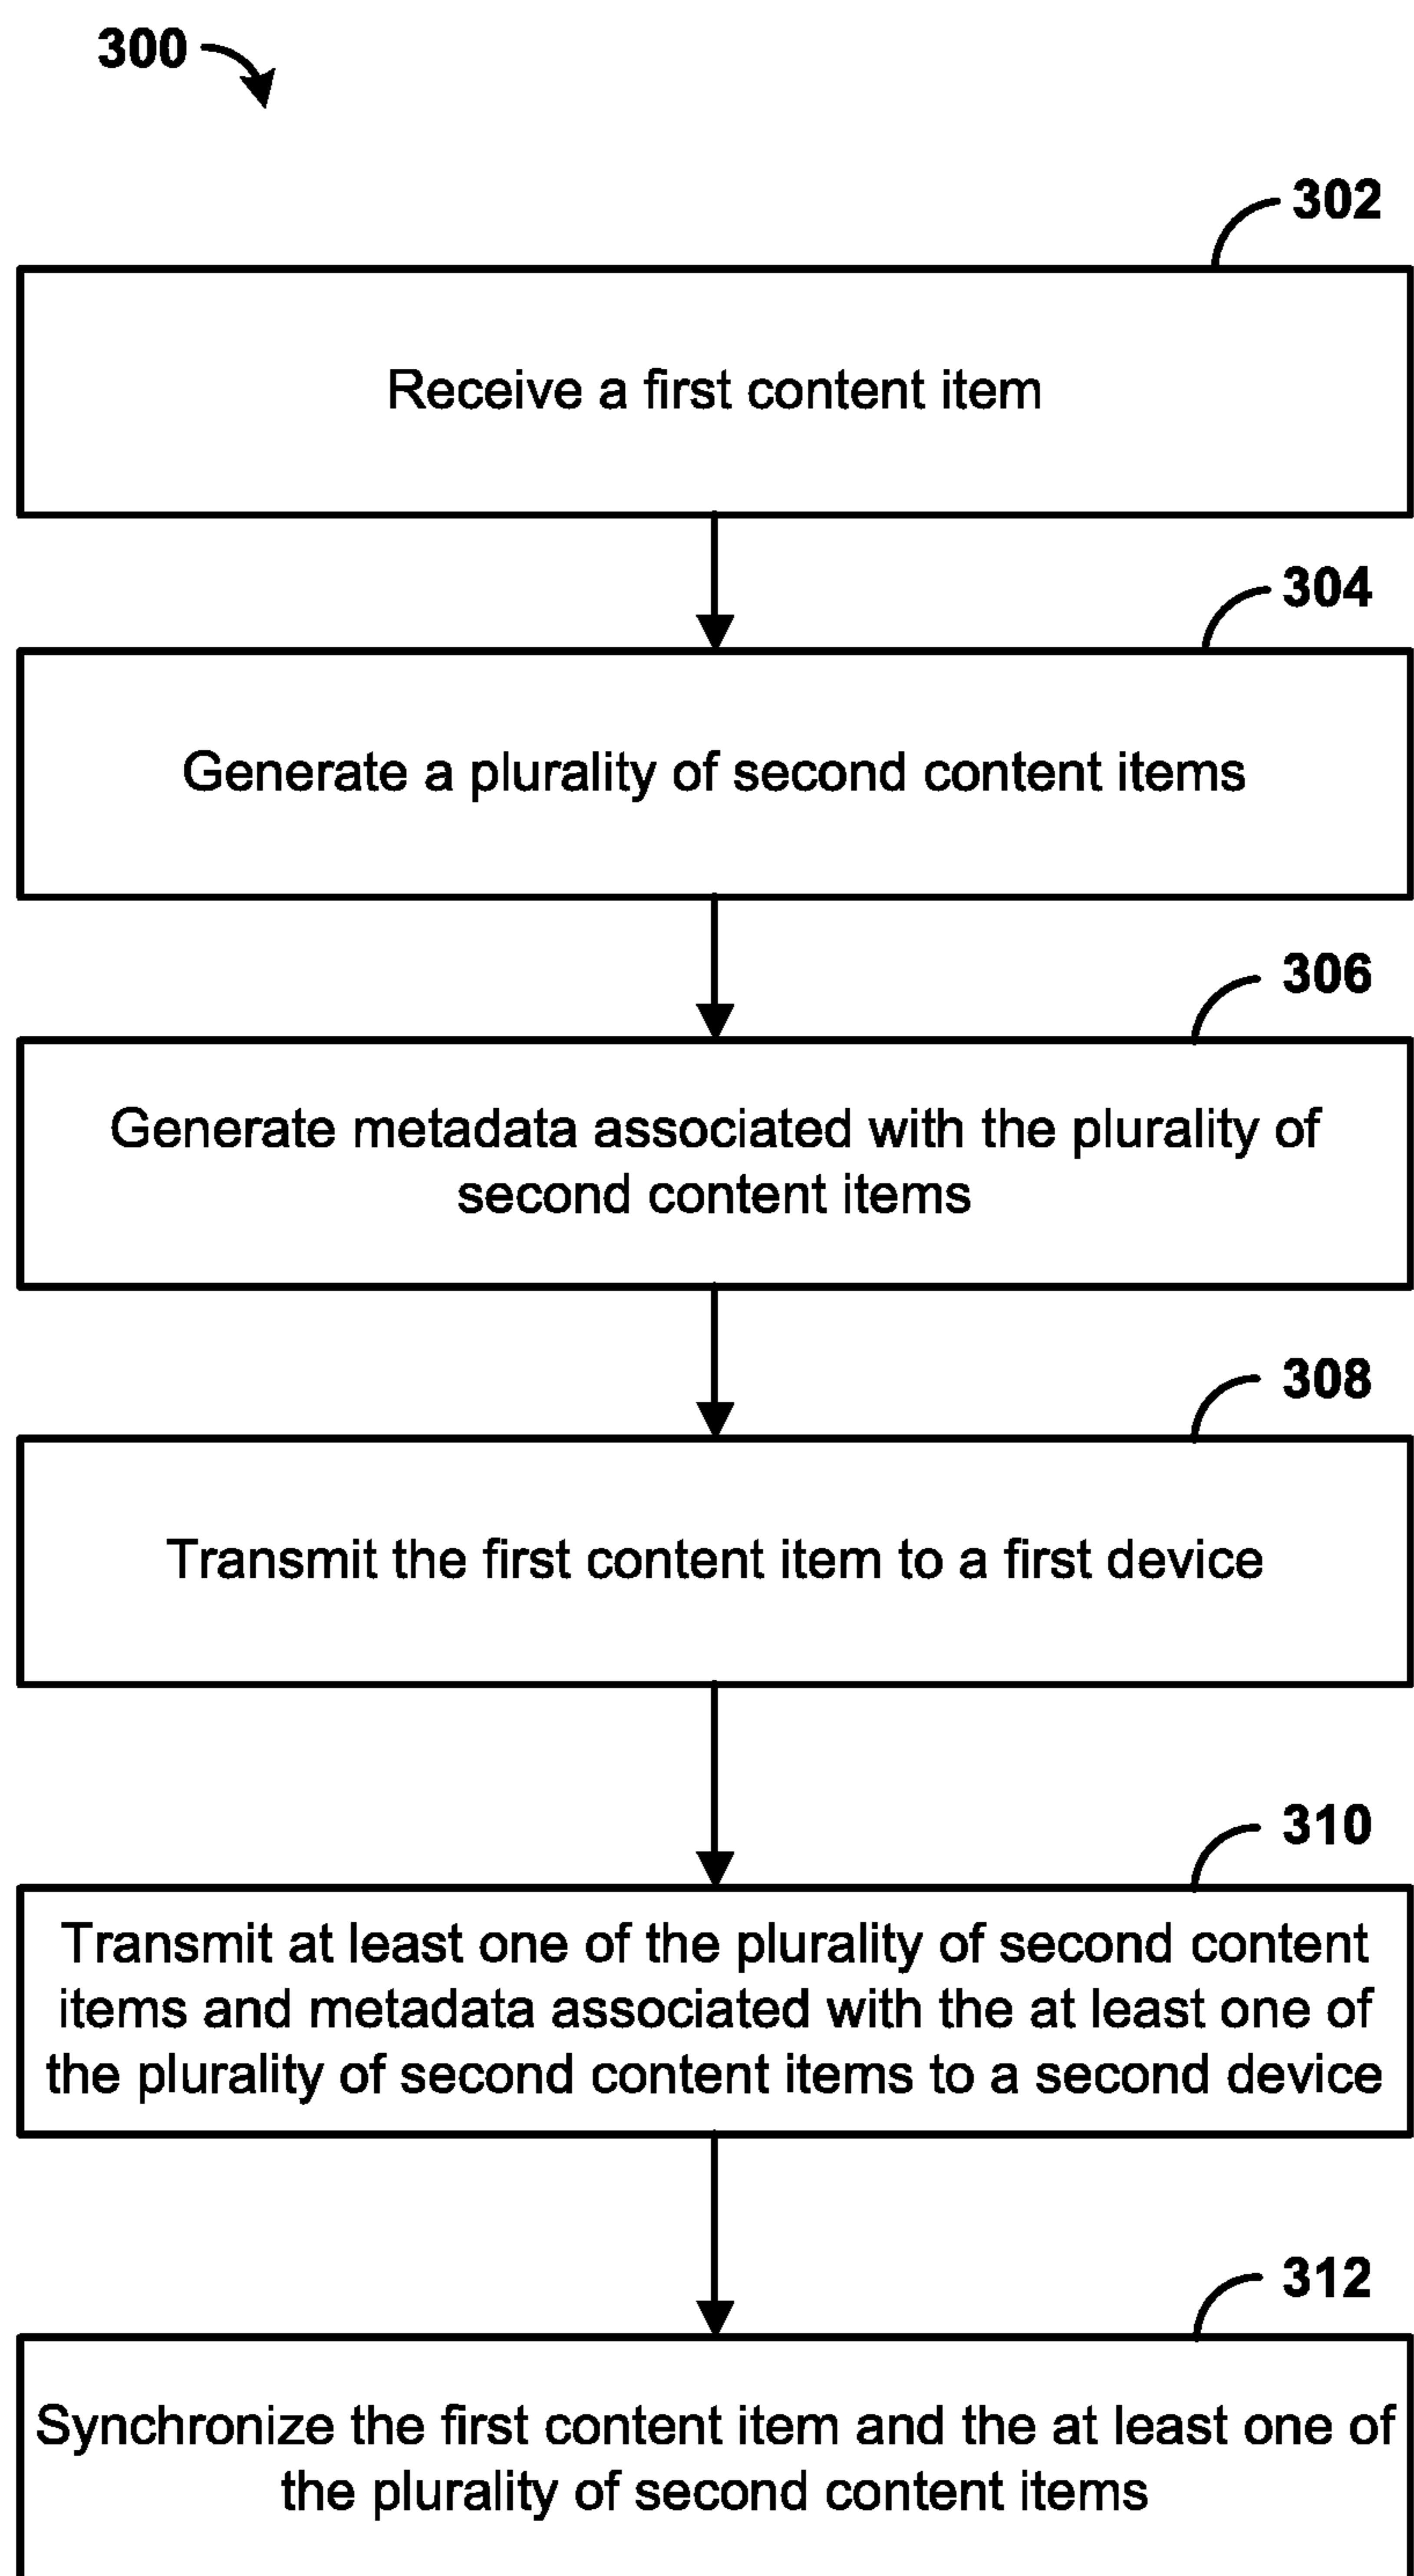 300
302
Receive a first content item
304
Generate a plurality of second content items
306
Generate metadata associated with the plurality of
second content items
308
Transmit the first content item to a first device
310
Transmit at least one of the plurality of second content
items and metadata associated with the at least one of
the plurality of second content items to a second device
312
Synchronize the first content item and the at least one of
the plurality of second content items